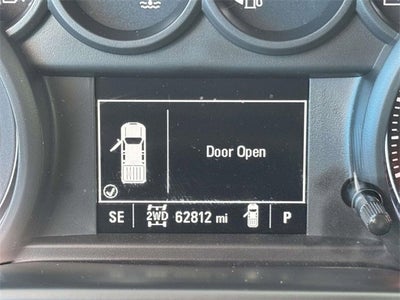 Door Open
SE 2WD 62812 mi P